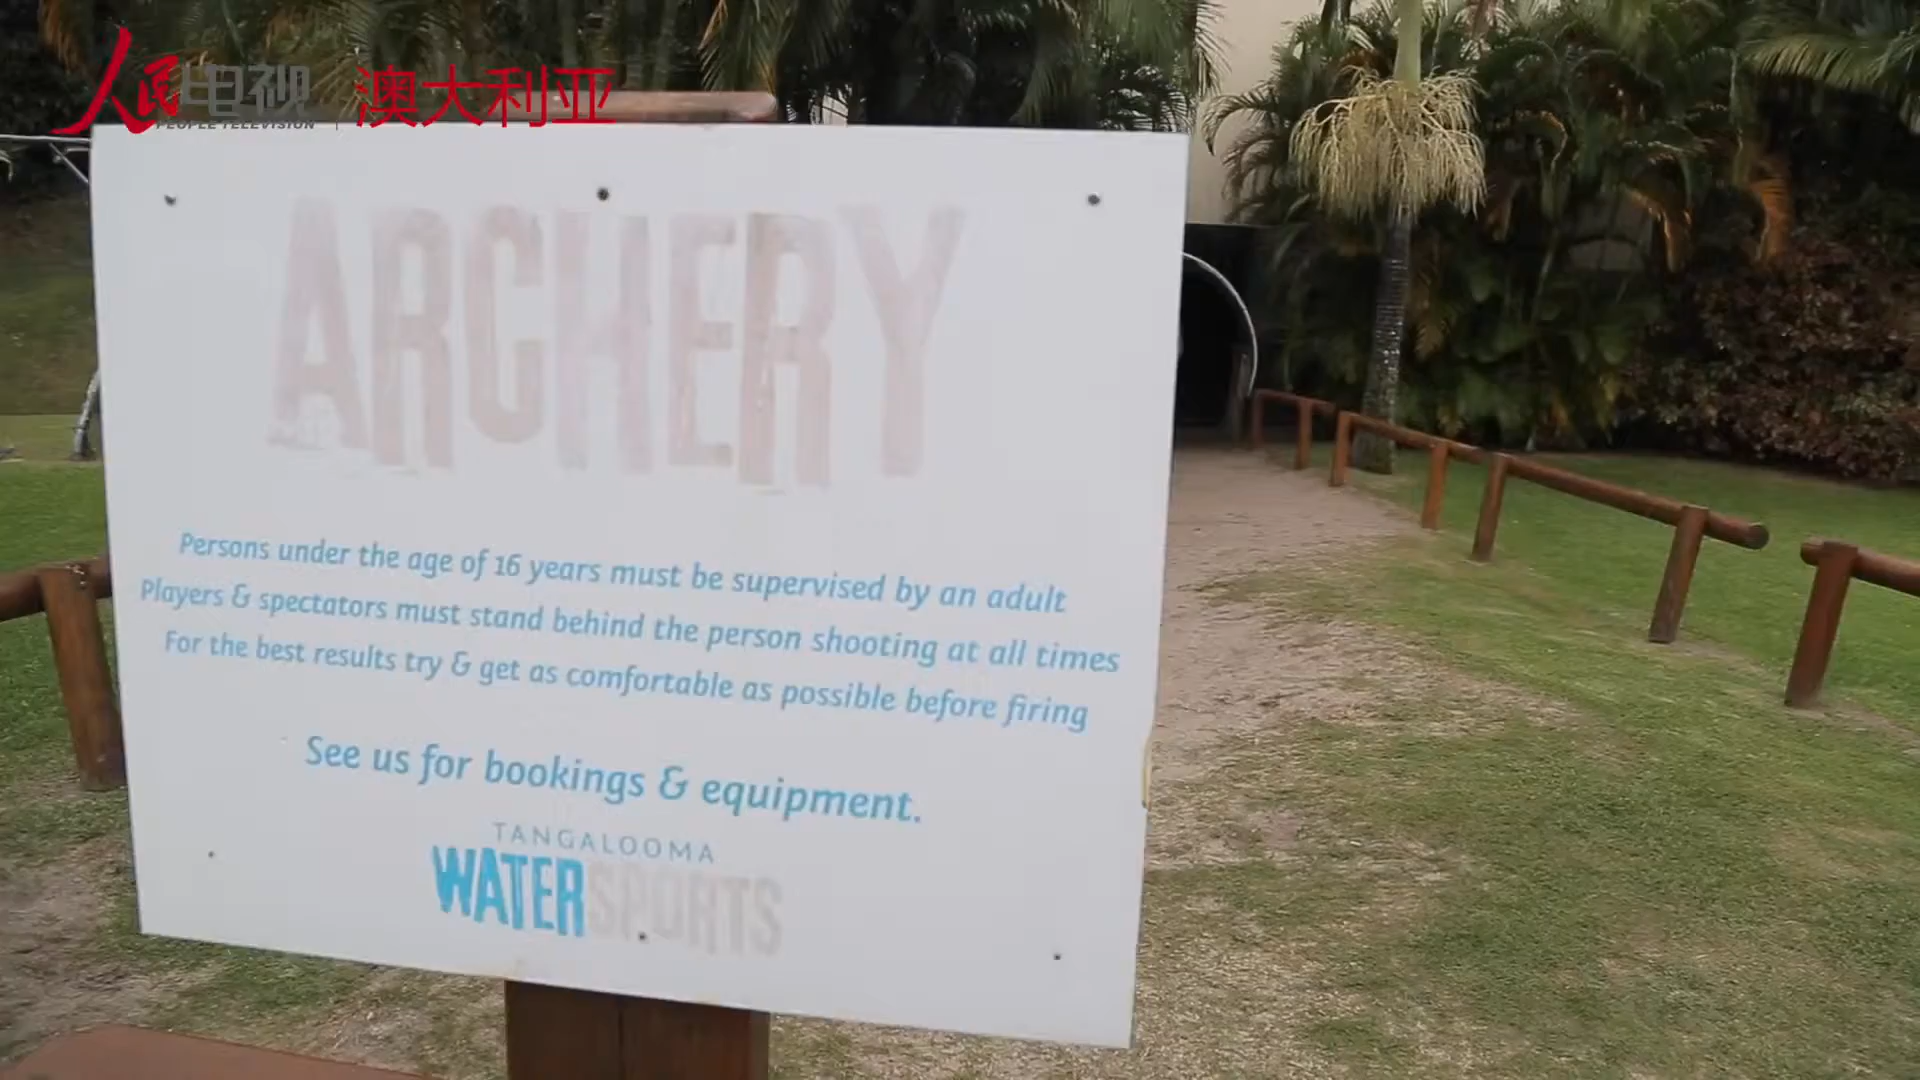 人民电视 澳大利亚
PEOPLE TELEVISION
ARCHERY
Persons under the age of 16 years must be supervised by an adult
Players & spectators must stand behind the person shooting at all times
For the best results try & get as comfortable as possible before firing
See us for bookings & equipment.
TANGALOOMA
WATERSPORTS